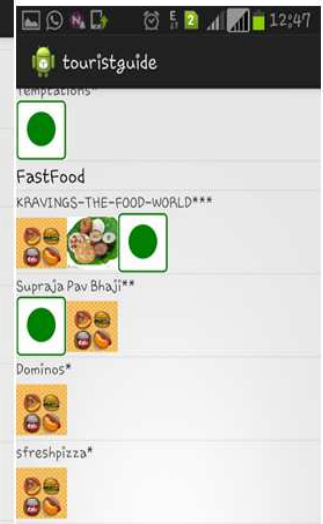 12:47
touristguide
Temptations*
FastFood
KRAVINGS-THE-FOOD-WORLD***
Supraja Pav Bhaji**
Dominos*
sfreshpizza*